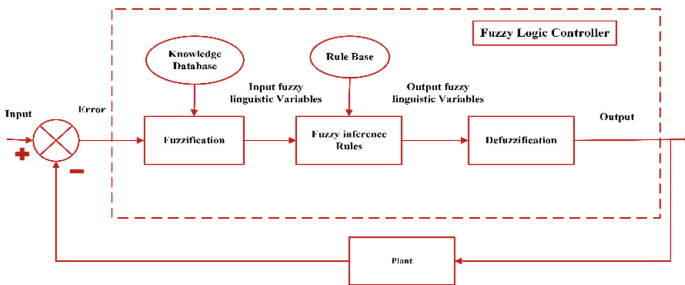 Fuzzy Logic Controller
Knowledge
Database
Rule Base
Input fuzzy
linguistic Variables
Output fuzzy
linguistic Variables
Input
Error
Fuzzification
Fuzzy inference
Rules
Defuzzification
Output
+
−
Plant